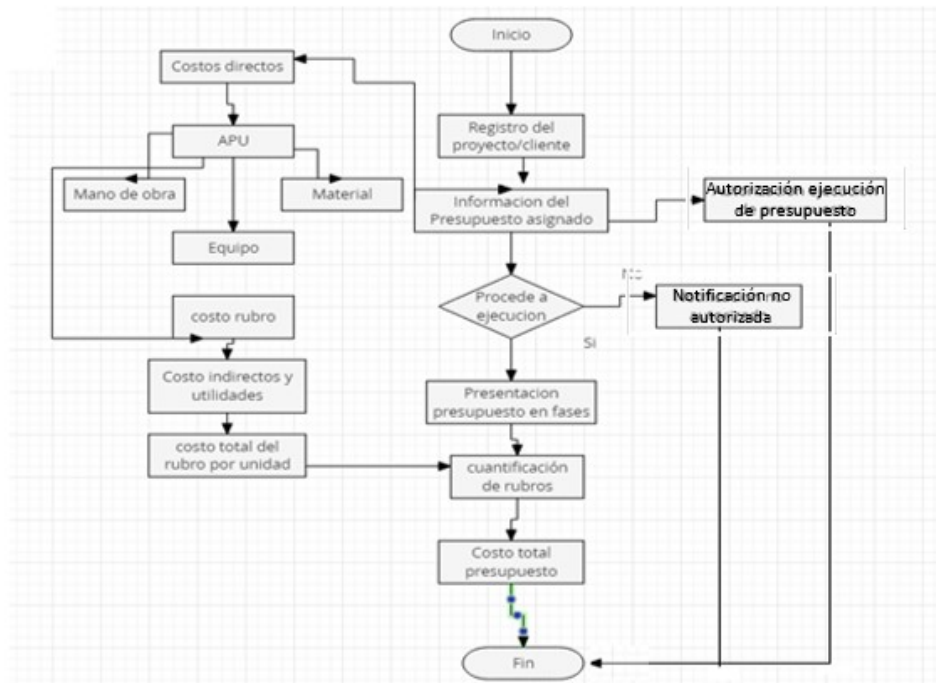 Inicio
Costos directos
Registro del
proyecto/cliente
APU
Mano de obra
Material
Informacion del
Presupuesto asignado
Autorización ejecución
de presupuesto
Equipo
Procede a
ejecucion
No
Notificación no
autorizada
costo rubro
Si
Costo indirectos y
utilidades
Presentacion
presupuesto en fases
costo total del
rubro por unidad
cuantificación
de rubros
Costo total
presupuesto
Fin